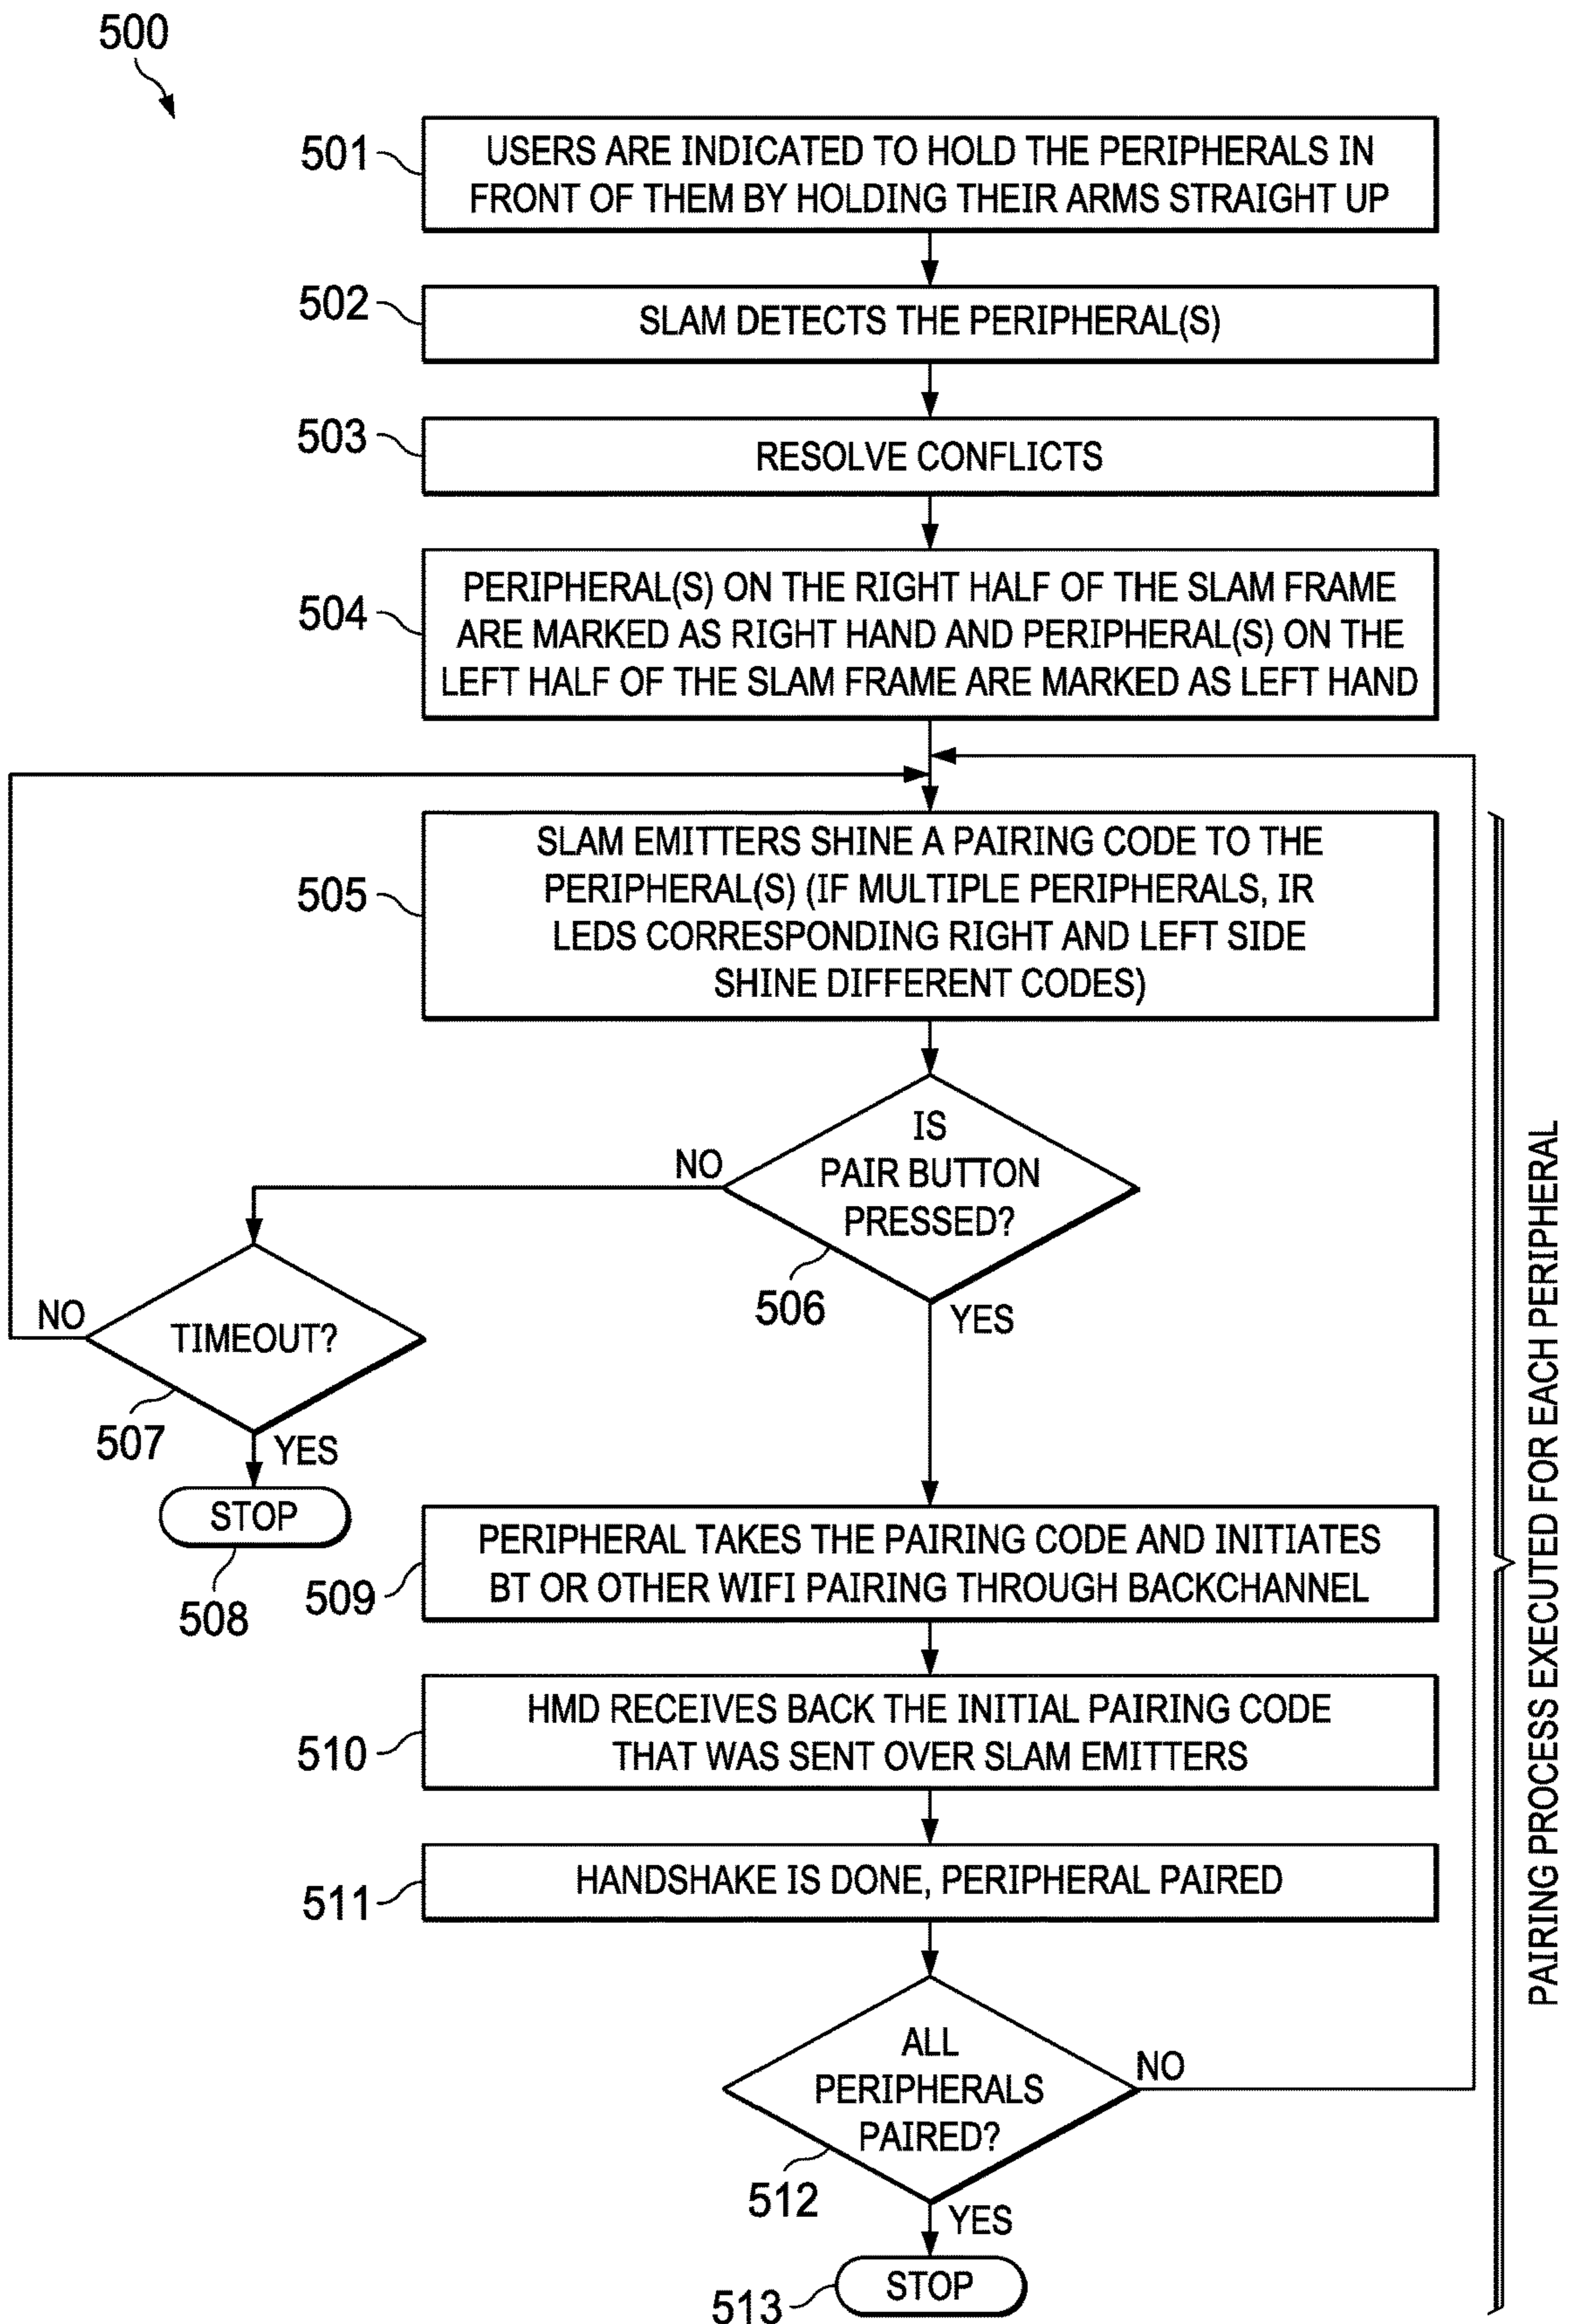 500
501
USERS ARE INDICATED TO HOLD THE PERIPHERALS IN
FRONT OF THEM BY HOLDING THEIR ARMS STRAIGHT UP
502
SLAM DETECTS THE PERIPHERAL(S)
503
RESOLVE CONFLICTS
504
PERIPHERAL(S) ON THE RIGHT HALF OF THE SLAM FRAME
ARE MARKED AS RIGHT HAND AND PERIPHERAL(S) ON THE
LEFT HALF OF THE SLAM FRAME ARE MARKED AS LEFT HAND
505
SLAM EMITTERS SHINE A PAIRING CODE TO THE
PERIPHERAL(S) (IF MULTIPLE PERIPHERALS, IR
LEDS CORRESPONDING RIGHT AND LEFT SIDE
SHINE DIFFERENT CODES)
IS
PAIR BUTTON
PRESSED?
NO
506
YES
TIMEOUT?
NO
507
YES
STOP
508
509
PERIPHERAL TAKES THE PAIRING CODE AND INITIATES
BT OR OTHER WIFI PAIRING THROUGH BACKCHANNEL
510
HMD RECEIVES BACK THE INITIAL PAIRING CODE
THAT WAS SENT OVER SLAM EMITTERS
511
HANDSHAKE IS DONE, PERIPHERAL PAIRED
ALL
PERIPHERALS
PAIRED?
NO
512
YES
STOP
513
PAIRING PROCESS EXECUTED FOR EACH PERIPHERAL